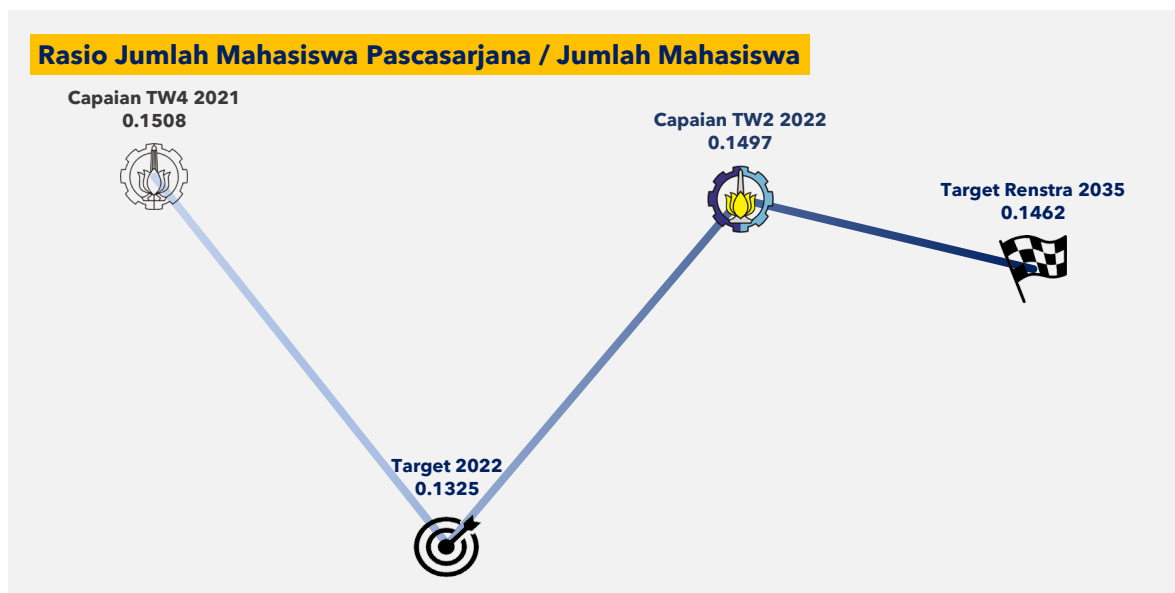 Rasio Jumlah Mahasiswa Pascasarjana / Jumlah Mahasiswa
Capaian TW4 2021
0.1508
Capaian TW2 2022
0.1497
Target Renstra 2035
0.1462
Target 2022
0.1325